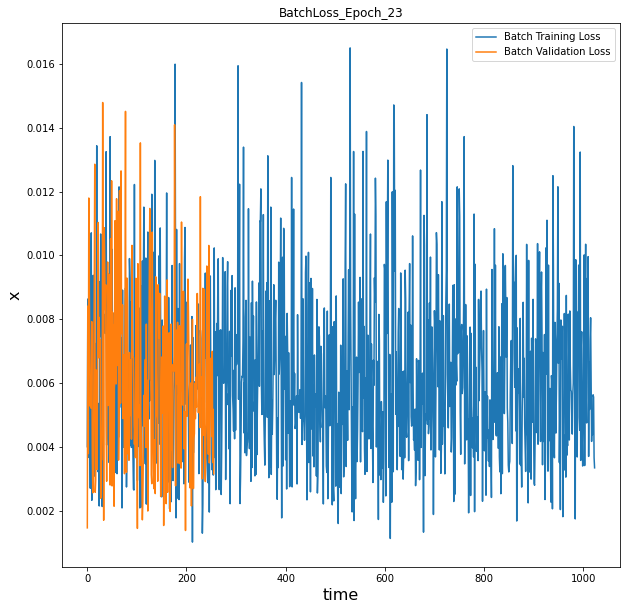 BatchLoss_Epoch_23
Batch Training Loss
Batch Validation Loss
0.016
0.014
0.012
0.010
0.008
0.006
0.004
0.002
x
0
200
400
600
800
1000
time